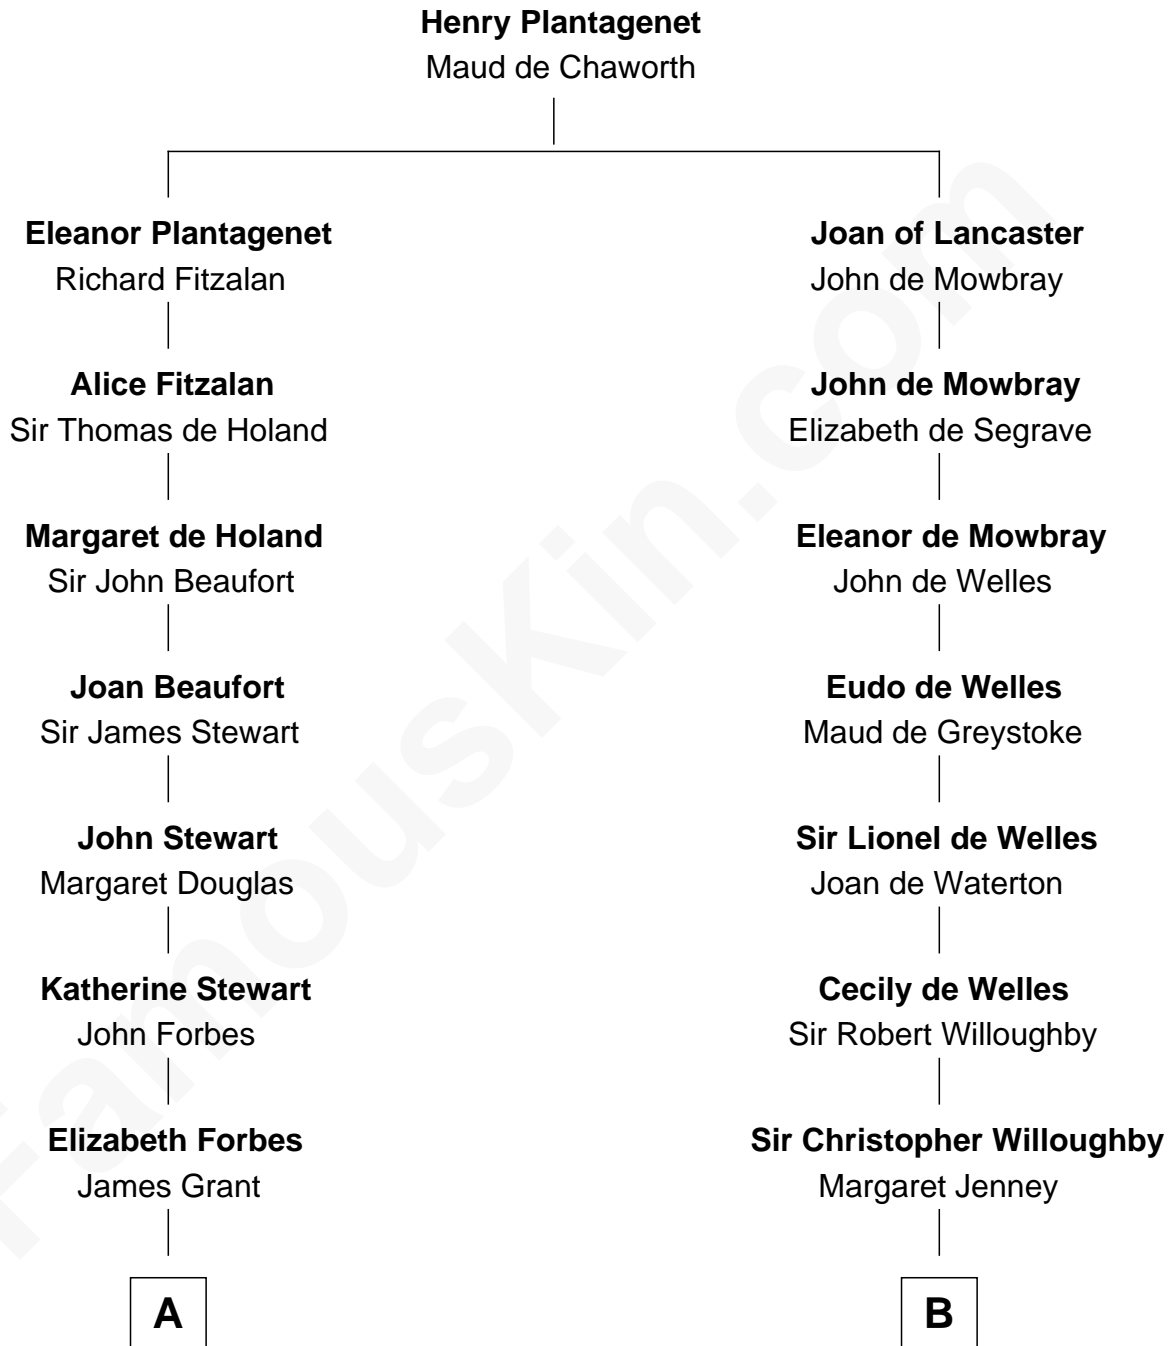 Henry Plantagenet
Maud de Chaworth
Eleanor Plantagenet
Richard Fitzalan
Joan of Lancaster
John de Mowbray
Alice Fitzalan
Sir Thomas de Holand
John de Mowbray
Elizabeth de Segrave
Margaret de Holand
Sir John Beaufort
Eleanor de Mowbray
John de Welles
Joan Beaufort
Sir James Stewart
Eudo de Welles
Maud de Greystoke
John Stewart
Margaret Douglas
Sir Lionel de Welles
Joan de Waterton
Katherine Stewart
John Forbes
Cecily de Welles
Sir Robert Willoughby
Elizabeth Forbes
James Grant
Sir Christopher Willoughby
Margaret Jenney
A
B
FamousKin.com